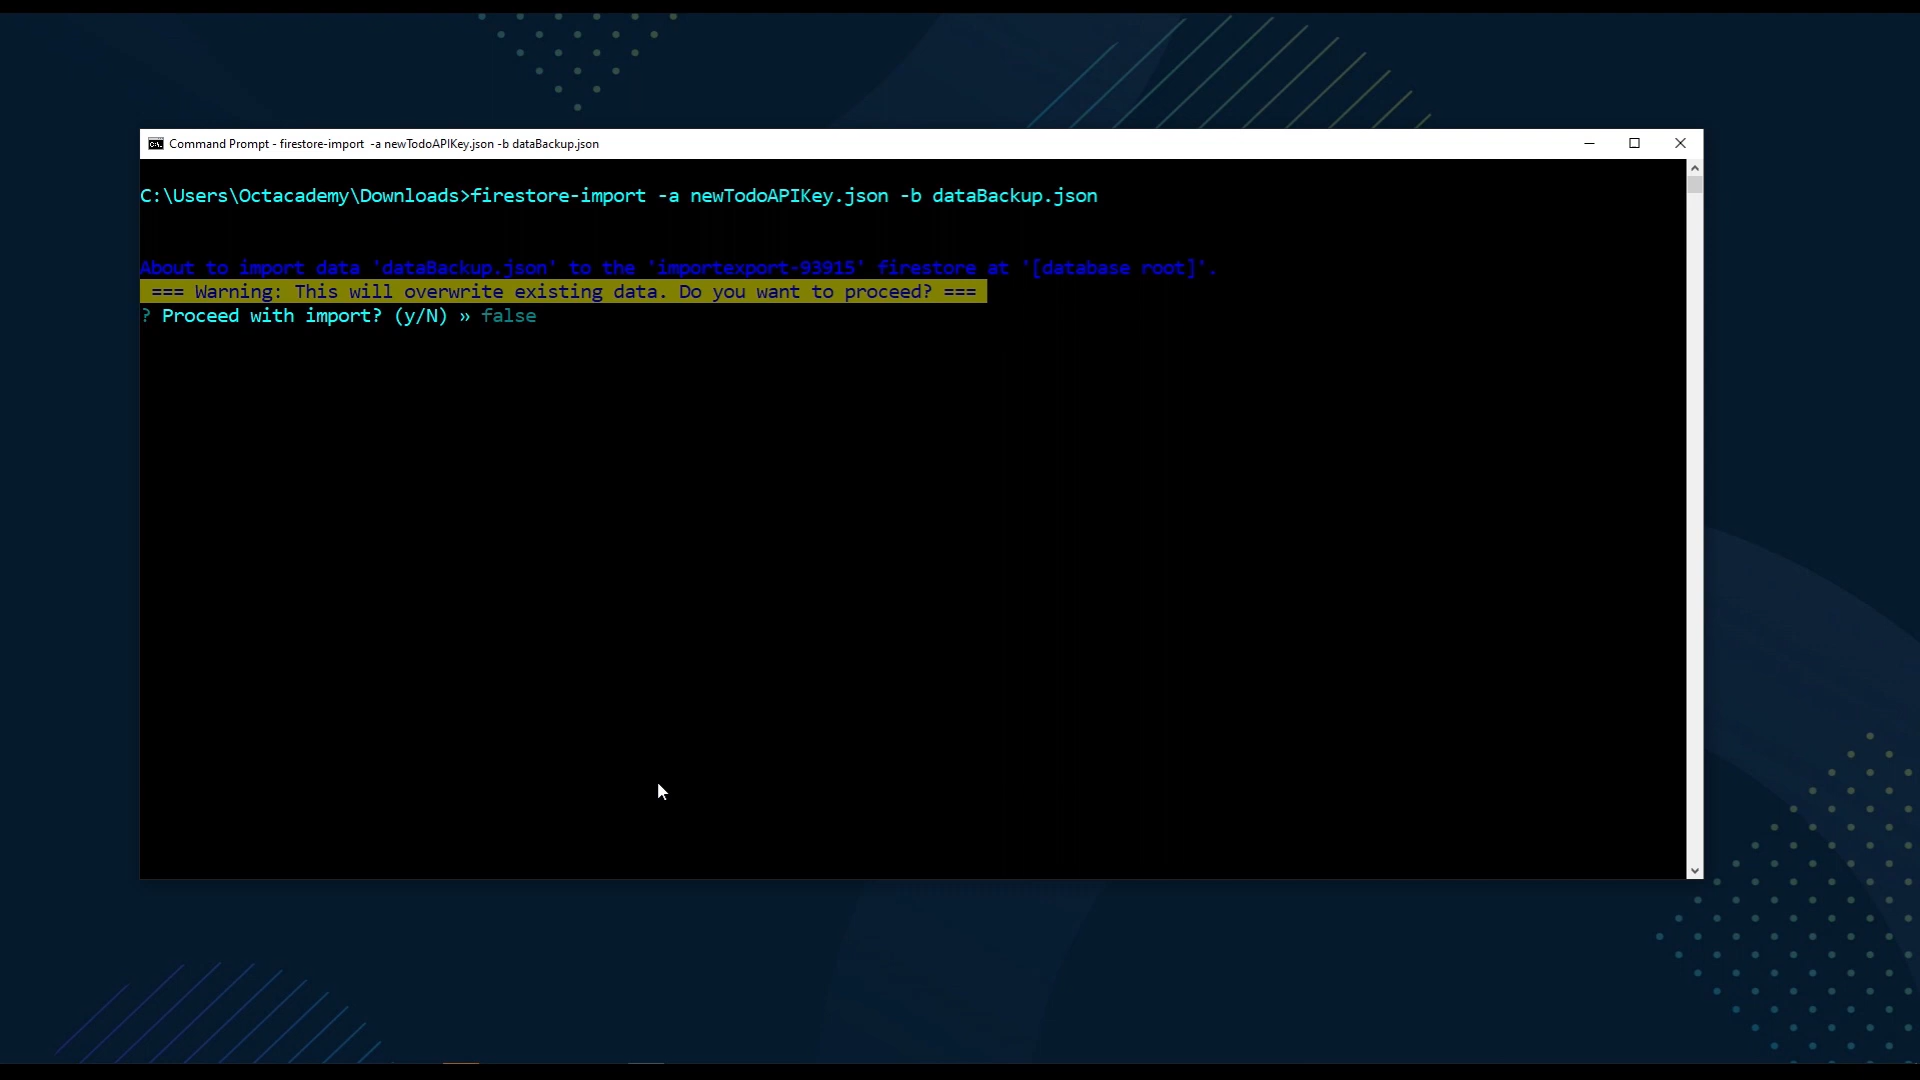 Command Prompt - firestore-import  -a newTodoAPIKey.json -b dataBackup.json
C:\Users\Octacademy\Downloads>firestore-import -a newTodoAPIKey.json -b dataBackup.json
About to import data 'dataBackup.json' to the 'importexport-93915' firestore at '[database root]'.
=== Warning: This will overwrite existing data. Do you want to proceed? ===
? Proceed with import? (y/N) » false